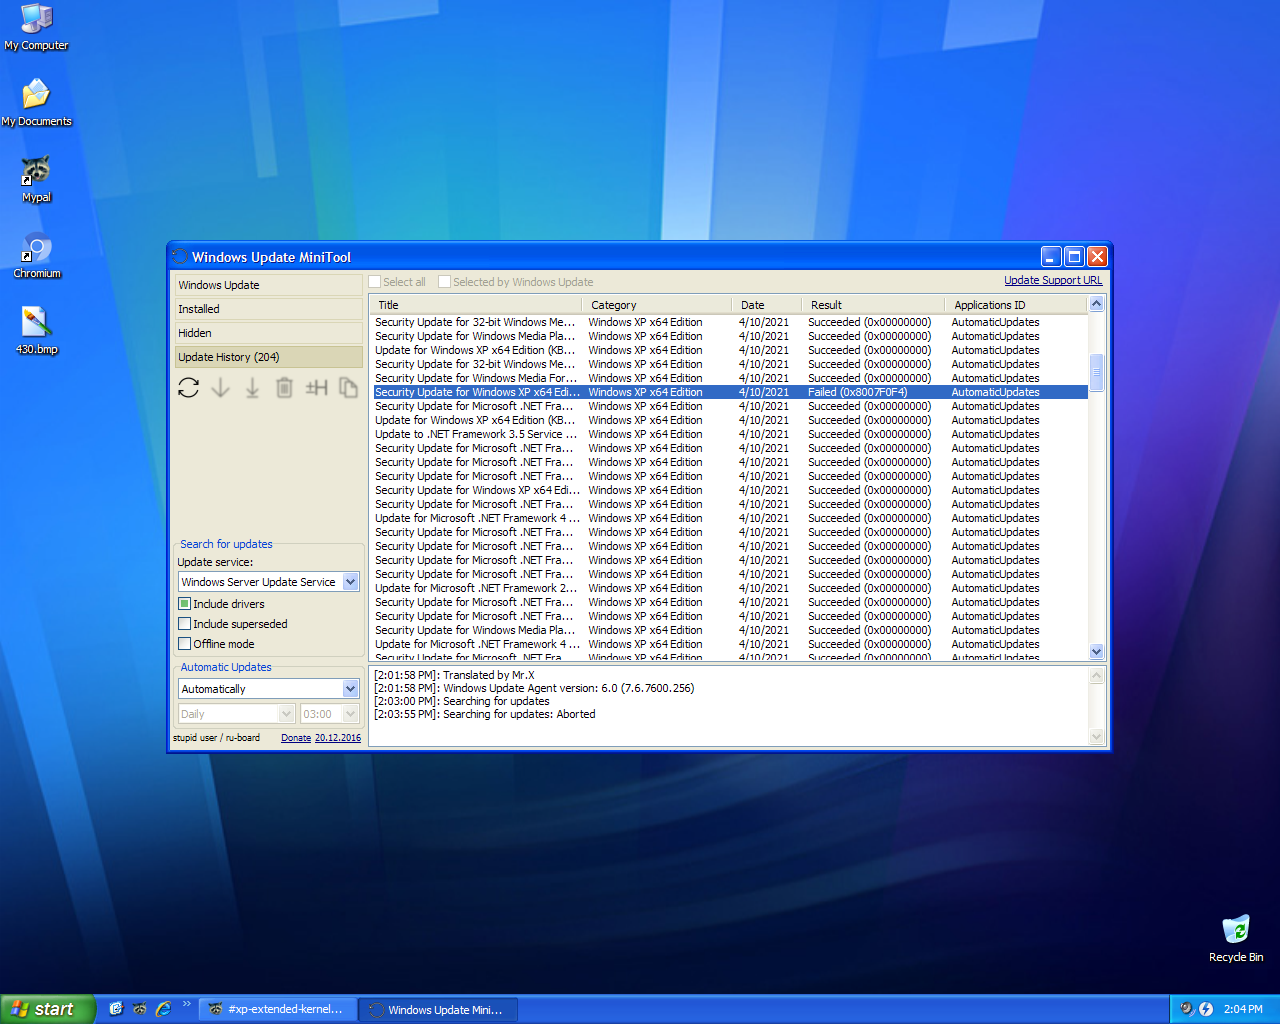 My Computer
My Documents
Mypal
Chromium
430.bmp
Windows Update MiniTool
Windows Update
Installed
Hidden
Update History (204)
±H
Search for updates
Update service:
Windows Server Update Service
Include drivers
Include superseded
Offline mode
Automatic Updates
Automatically
Daily 03:00
stupid user / ru-board Donate 20.12.2016
Select all Selected by Windows Update Update Support URL
Title Category Date Result Applications ID
Security Update for 32-bit Windows Me... Windows XP x64 Edition 4/10/2021 Succeeded (0x00000000) AutomaticUpdates
Security Update for Windows Media Pla... Windows XP x64 Edition 4/10/2021 Succeeded (0x00000000) AutomaticUpdates
Update for Windows XP x64 Edition (KB... Windows XP x64 Edition 4/10/2021 Succeeded (0x00000000) AutomaticUpdates
Security Update for 32-bit Windows Me... Windows XP x64 Edition 4/10/2021 Succeeded (0x00000000) AutomaticUpdates
Security Update for Windows Media For... Windows XP x64 Edition 4/10/2021 Succeeded (0x00000000) AutomaticUpdates
Security Update for Windows XP x64 Edi... Windows XP x64 Edition 4/10/2021 Failed (0x8007F0F4) AutomaticUpdates
Security Update for Microsoft .NET Fra... Windows XP x64 Edition 4/10/2021 Succeeded (0x00000000) AutomaticUpdates
Update for Windows XP x64 Edition (KB... Windows XP x64 Edition 4/10/2021 Succeeded (0x00000000) AutomaticUpdates
Update to .NET Framework 3.5 Service ... Windows XP x64 Edition 4/10/2021 Succeeded (0x00000000) AutomaticUpdates
Security Update for Microsoft .NET Fra... Windows XP x64 Edition 4/10/2021 Succeeded (0x00000000) AutomaticUpdates
Security Update for Microsoft .NET Fra... Windows XP x64 Edition 4/10/2021 Succeeded (0x00000000) AutomaticUpdates
Security Update for Microsoft .NET Fra... Windows XP x64 Edition 4/10/2021 Succeeded (0x00000000) AutomaticUpdates
Security Update for Windows XP x64 Edi... Windows XP x64 Edition 4/10/2021 Succeeded (0x00000000) AutomaticUpdates
Security Update for Microsoft .NET Fra... Windows XP x64 Edition 4/10/2021 Succeeded (0x00000000) AutomaticUpdates
Update for Microsoft .NET Framework 4 ... Windows XP x64 Edition 4/10/2021 Succeeded (0x00000000) AutomaticUpdates
Security Update for Microsoft .NET Fra... Windows XP x64 Edition 4/10/2021 Succeeded (0x00000000) AutomaticUpdates
Security Update for Microsoft .NET Fra... Windows XP x64 Edition 4/10/2021 Succeeded (0x00000000) AutomaticUpdates
Security Update for Microsoft .NET Fra... Windows XP x64 Edition 4/10/2021 Succeeded (0x00000000) AutomaticUpdates
Security Update for Microsoft .NET Fra... Windows XP x64 Edition 4/10/2021 Succeeded (0x00000000) AutomaticUpdates
Update for Microsoft .NET Framework 2... Windows XP x64 Edition 4/10/2021 Succeeded (0x00000000) AutomaticUpdates
Security Update for Microsoft .NET Fra... Windows XP x64 Edition 4/10/2021 Succeeded (0x00000000) AutomaticUpdates
Security Update for Microsoft .NET Fra... Windows XP x64 Edition 4/10/2021 Succeeded (0x00000000) AutomaticUpdates
Security Update for Windows Media Pla... Windows XP x64 Edition 4/10/2021 Succeeded (0x00000000) AutomaticUpdates
Update for Microsoft .NET Framework 4 ... Windows XP x64 Edition 4/10/2021 Succeeded (0x00000000) AutomaticUpdates
Security Update for Microsoft .NET Fra... Windows XP x64 Edition 4/10/2021 Succeeded (0x00000000) AutomaticUpdates
[2:01:58 PM]: Translated by Mr.X
[2:01:58 PM]: Windows Update Agent version: 6.0 (7.6.7600.256)
[2:03:00 PM]: Searching for updates
[2:03:55 PM]: Searching for updates: Aborted
Recycle Bin
start #xp-extended-kernel... Windows Update Mini... 2:04 PM